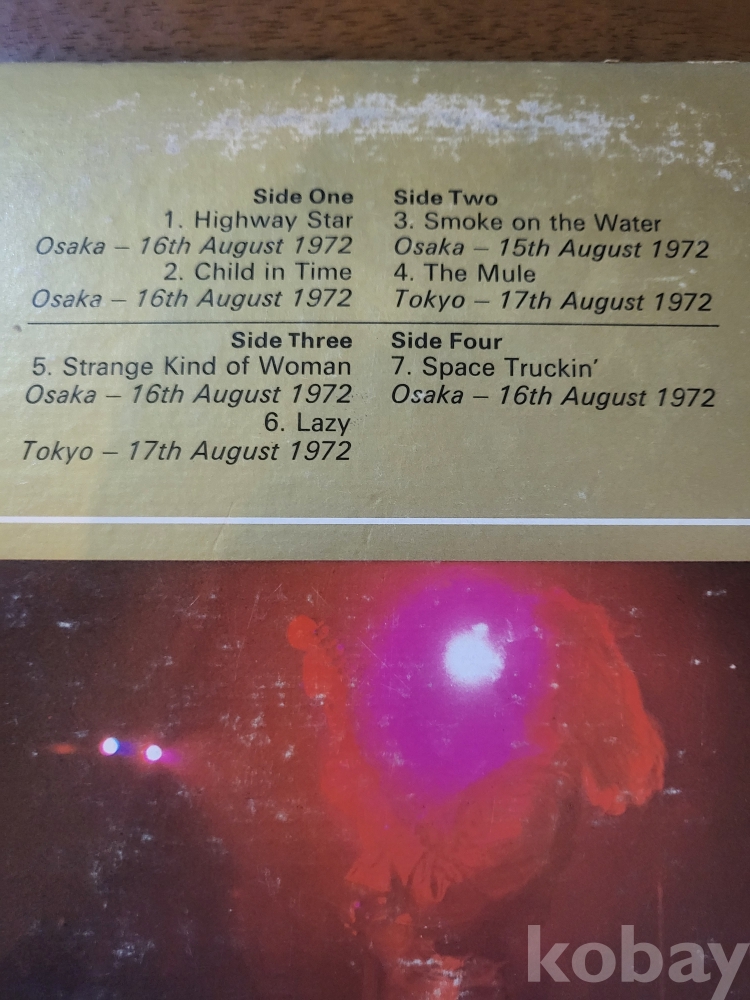 Side One
1. Highway Star
Osaka – 16th August 1972
2. Child in Time
Osaka – 16th August 1972
Side Two
3. Smoke on the Water
Osaka – 15th August 1972
4. The Mule
Tokyo – 17th August 1972
Side Three
5. Strange Kind of Woman
Osaka – 16th August 1972
6. Lazy
Tokyo – 17th August 1972
Side Four
7. Space Truckin'
Osaka – 16th August 1972
kobay